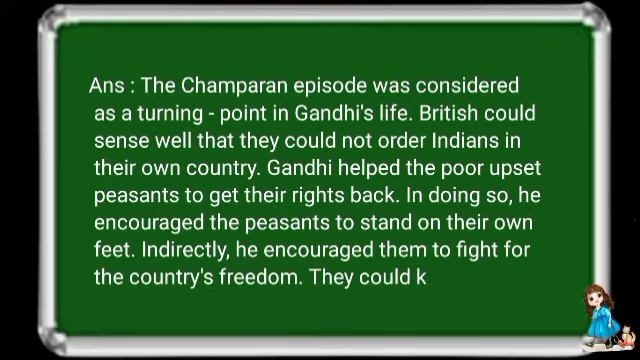 Ans : The Champaran episode was considered
as a turning - point in Gandhi's life. British could
sense well that they could not order Indians in
their own country. Gandhi helped the poor upset
peasants to get their rights back. In doing so, he
encouraged the peasants to stand on their own
feet. Indirectly, he encouraged them to fight for
the country's freedom. They could k